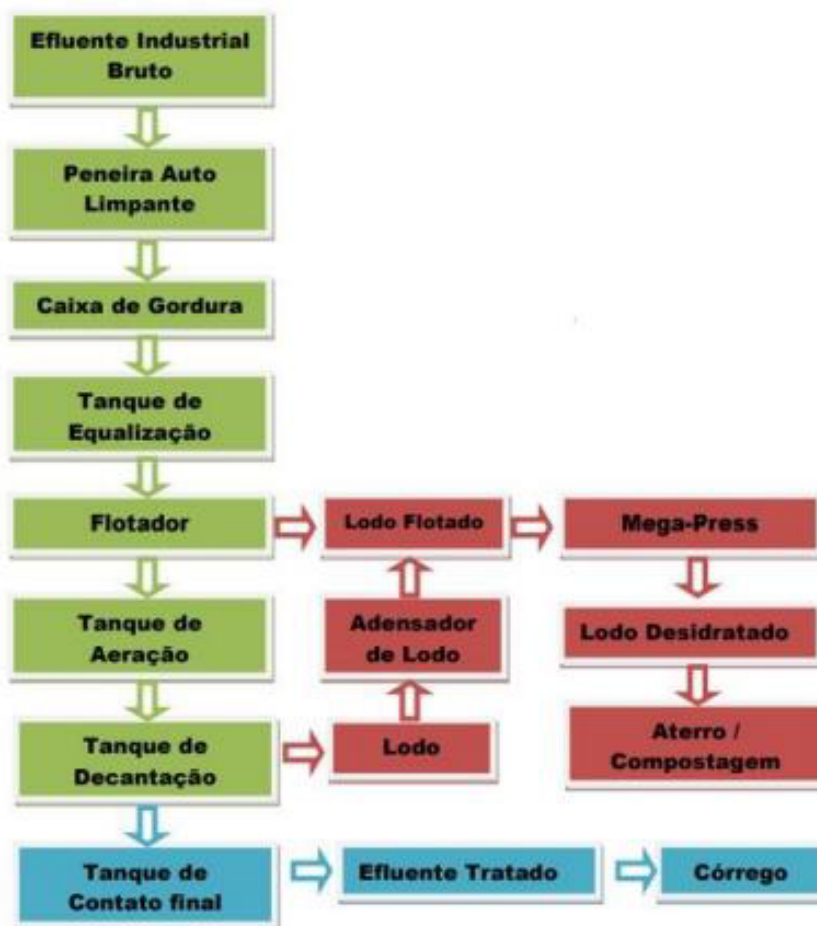 Efluente Industrial
Bruto
Peneira Auto
Limpante
Caixa de Gordura
Tanque de
Equalização
Flotador
Lodo Flotado
Mega-Press
Tanque de
Aeração
Adensador
de Lodo
Lodo Desidratado
Tanque de
Decantação
Lodo
Aterro /
Compostagem
Tanque de
Contato final
Efluente Tratado
Córrego